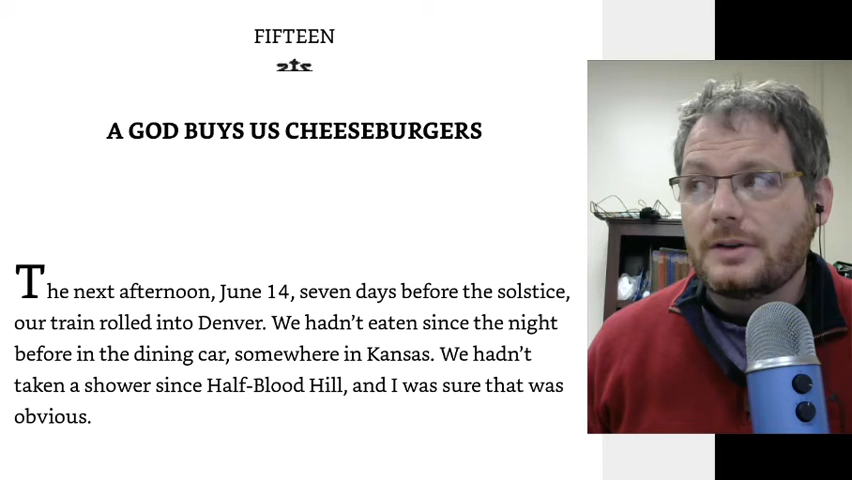 FIFTEEN
A GOD BUYS US CHEESEBURGERS
The next afternoon, June 14, seven days before the solstice,
our train rolled into Denver. We hadn’t eaten since the night
before in the dining car, somewhere in Kansas. We hadn’t
taken a shower since Half-Blood Hill, and I was sure that was
obvious.